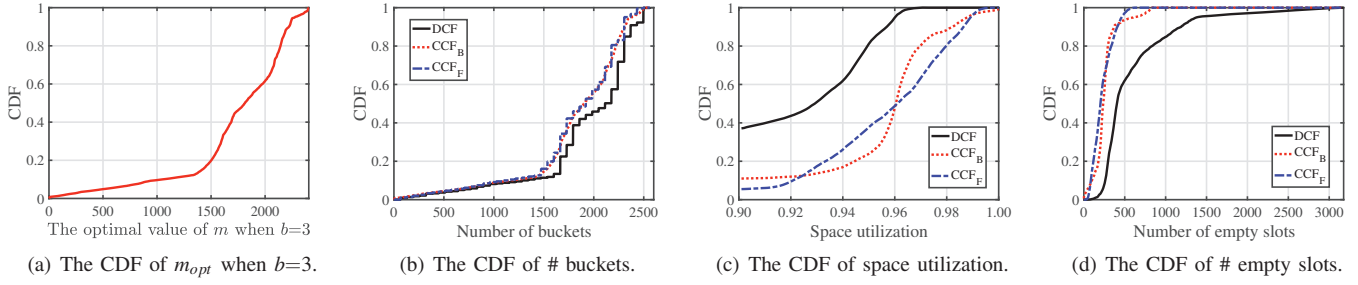 1
0.8
0.6
0.4
0.2
0
CDF
0 500 1000 1500 2000
The optimal value of m when b=3
(a) The CDF of m_opt when b=3.
1
0.8
0.6
0.4
0.2
0
CDF
DCF
CCF_B
CCF_F
0 500 1000 1500 2000 2500
Number of buckets
(b) The CDF of # buckets.
1
0.8
0.6
0.4
0.2
0
CDF
DCF
CCF_B
CCF_F
0.90 0.92 0.94 0.96 0.98 1.00
Space utilization
(c) The CDF of space utilization.
1
0.8
0.6
0.4
0.2
0
CDF
DCF
CCF_B
CCF_F
0 500 1000 1500 2000 2500 3000
Number of empty slots
(d) The CDF of # empty slots.